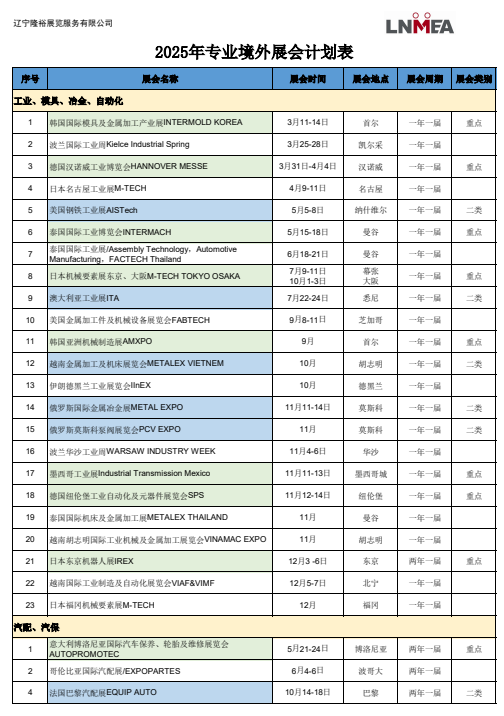 辽宁隆裕展览服务有限公司
LNMEA
2025年专业境外展会计划表
序号 展会名称 展会时间 展会地点 展会周期 展会类别
工业、模具、冶金、自动化
1 韩国国际模具及金属加工产业展INTERMOLD KOREA 3月11-14日 首尔 一年一届 重点
2 波兰国际工业周Kielce Industrial Spring 3月25-28日 凯尔采 一年一届
3 德国汉诺威工业博览会HANNOVER MESSE 3月31日-4月4日 汉诺威 一年一届 重点
4 日本名古屋工业展M-TECH 4月9-11日 名古屋 一年一届
5 美国钢铁工业展AISTech 5月5-8日 纳什维尔 一年一届 二类
6 泰国国际工业博览会INTERMACH 5月15-18日 曼谷 一年一届 重点
7 泰国国际工业展/Assembly Technology，Automotive
Manufacturing，FACTECH Thailand 6月18-21日 曼谷 一年一届
8 日本机械要素展东京、大阪M-TECH TOKYO OSAKA 7月9-11日 幕张 一年一届 重点
10月1-3日 大阪
9 澳大利亚工业展ITA 7月22-24日 悉尼 一年一届 二类
10 美国金属加工件及机械设备展览会FABTECH 9月8-11日 芝加哥 一年一届
11 韩国亚洲机械制造展AMXPO 9月 首尔 一年一届 重点
12 越南金属加工及机床展览会METALEX VIETNEM 10月 胡志明 一年一届 二类
13 伊朗德黑兰工业展览会IInEX 10月 德黑兰 一年一届
14 俄罗斯国际金属冶金展METAL EXPO 11月11-14日 莫斯科 一年一届 二类
15 俄罗斯莫斯科泵阀展览会PCV EXPO 11月 莫斯科 一年一届 二类
16 波兰华沙工业周WARSAW INDUSTRY WEEK 11月4-6日 华沙 一年一届
17 墨西哥工业展Industrial Transmission Mexico 11月11-13日 墨西哥城 一年一届 重点
18 德国纽伦堡工业自动化及元器件展览会SPS 11月12-14日 纽伦堡 一年一届 重点
19 泰国国际机床及金属加工展METALEX THAILAND 11月 曼谷 一年一届
20 越南胡志明国际工业机械及金属加工展览会VINAMAC EXPO 11月 胡志明 一年一届
21 日本东京机器人展IREX 12月3 -6日 东京 两年一届 重点
22 越南国际工业制造及自动化展览会VIAF&VIMF 12月5-7日 北宁 一年一届
23 日本福冈机械要素展M-TECH 12月 福冈 一年一届
汽配、汽保
1 意大利博洛尼亚国际汽车保养、轮胎及维修展览会
AUTOPROMOTEC 5月21-24日 博洛尼亚 两年一届 重点
2 哥伦比亚国际汽配展/EXPOPARTES 6月4-6日 波哥大 两年一届
4 法国巴黎汽配展EQUIP AUTO 10月14-18日 巴黎 两年一届 二类